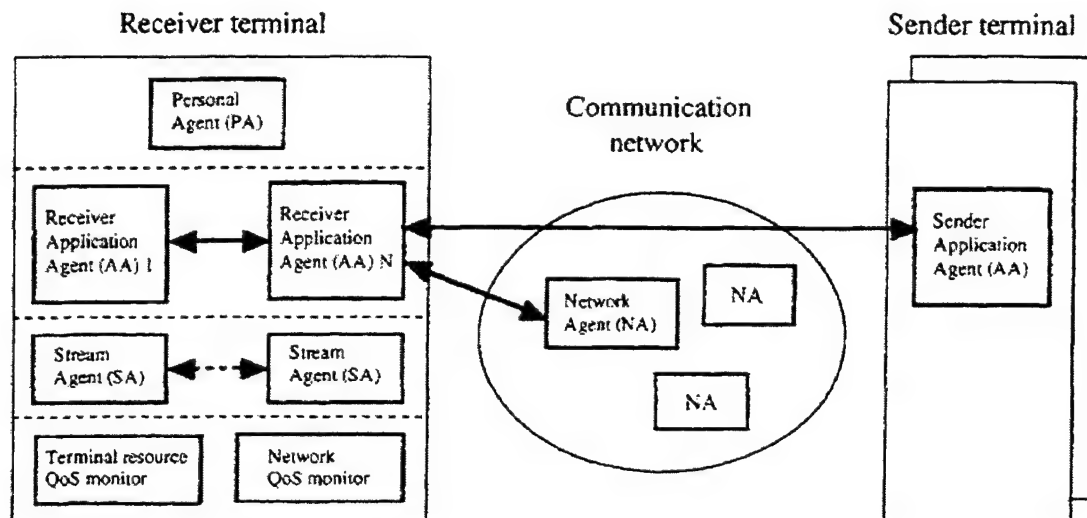 Receiver terminal
Sender terminal
Personal
Agent (PA)
Communication
network
Receiver
Application
Agent (AA) 1
Receiver
Application
Agent (AA) N
Sender
Application
Agent (AA)
Network
Agent (NA)
NA
NA
Stream
Agent (SA)
Stream
Agent (SA)
Terminal resource
QoS monitor
Network
QoS monitor